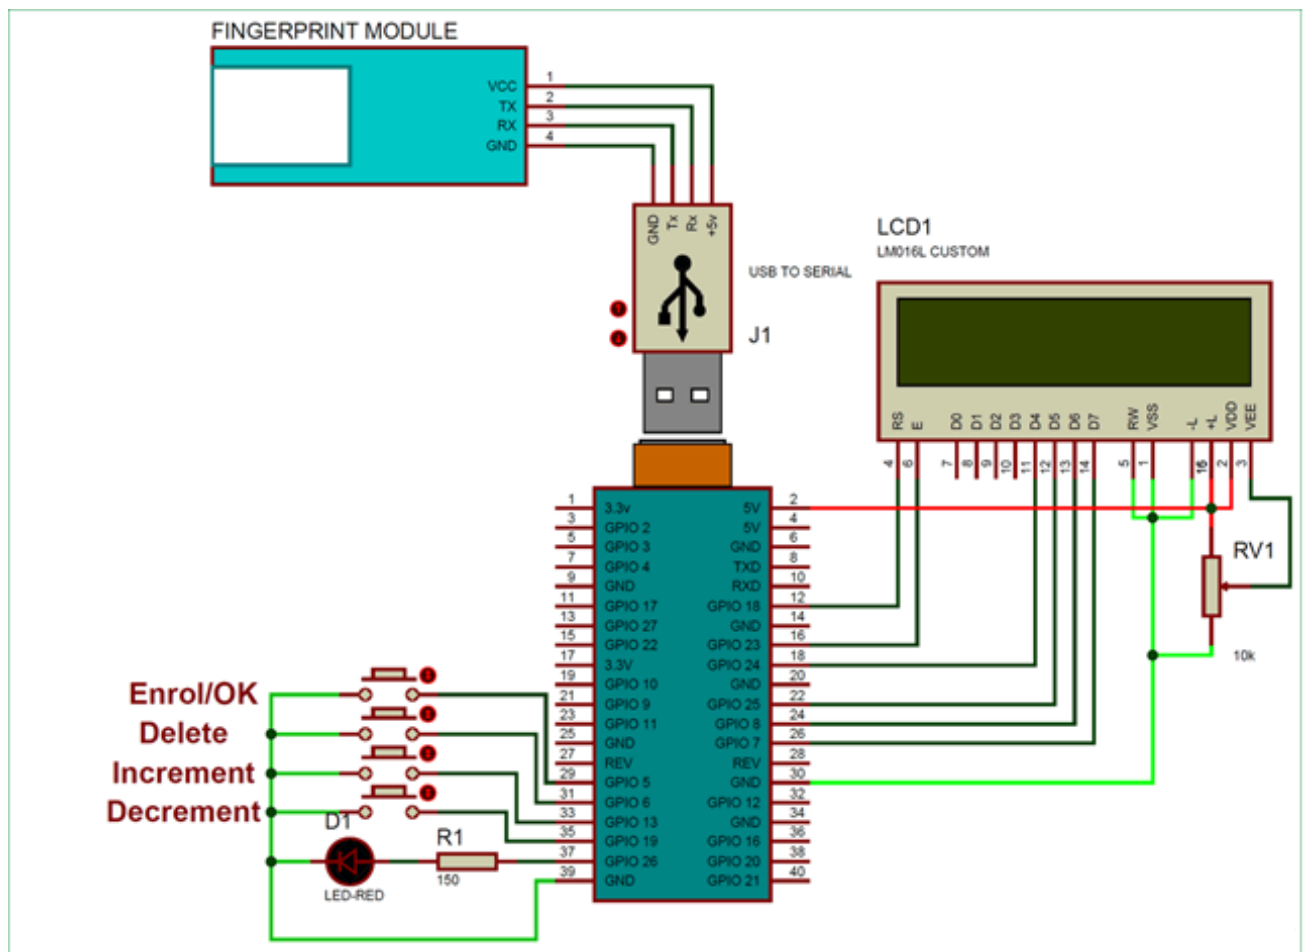 FINGERPRINT MODULE
VCC 1
TX 2
RX 3
GND 4
GND Tx Rx +5v
USB TO SERIAL
J1
LCD1
LM016L CUSTOM
RS E D0 D1 D2 D3 D4 D5 D6 D7 RW VSS -L +L VDD VEE
4 6 7 8 9 10 11 12 13 14 5 1 2 3
1 3.3v 5V 2
3 GPIO 2 5V 4
5 GPIO 3 GND 6
7 GPIO 4 TXD 8
9 GND RXD 10
11 GPIO 17 GPIO 18 12
13 GPIO 27 GND 14
15 GPIO 22 GPIO 23 16
17 3.3V GPIO 24 18
19 GPIO 10 GND 20
21 GPIO 9 GPIO 25 22
23 GPIO 11 GPIO 8 24
25 GND GPIO 7 26
27 REV REV 28
29 GPIO 5 GND 30
31 GPIO 6 GPIO 12 32
33 GPIO 13 GND 34
35 GPIO 19 GPIO 16 36
37 GPIO 26 GPIO 20 38
39 GND GPIO 21 40
RV1
10k
Enrol/OK
Delete
Increment
Decrement
D1
LED-RED
R1
150